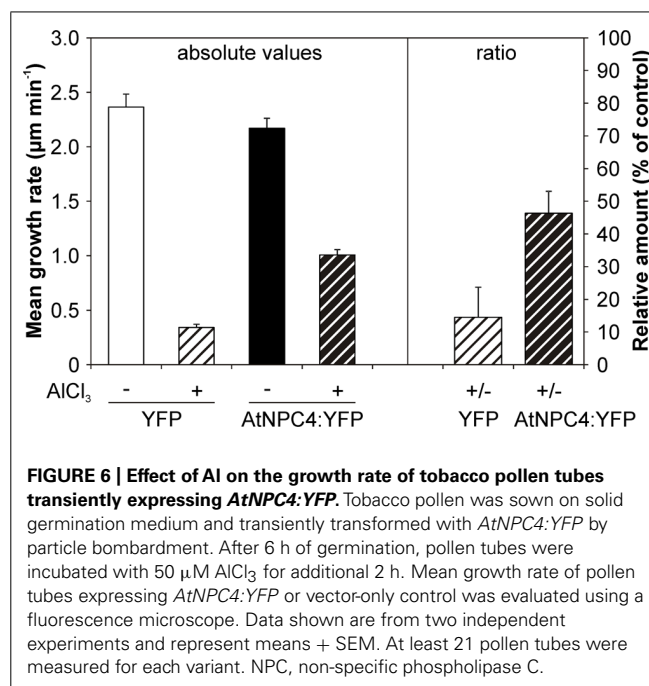 absolute values ratio
Mean growth rate (µm min⁻¹)
3.0
2.5
2.0
1.5
1.0
0.5
0
100
90
80
70
60
50
40
30
20
10
0
Relative amount (% of control)
AlCl₃ - + - + +/- +/-
YFP AtNPC4:YFP YFP AtNPC4:YFP
FIGURE 6 | Effect of Al on the growth rate of tobacco pollen tubes
transiently expressing AtNPC4:YFP. Tobacco pollen was sown on solid
germination medium and transiently transformed with AtNPC4:YFP by
particle bombardment. After 6 h of germination, pollen tubes were
incubated with 50 µM AlCl₃ for additional 2 h. Mean growth rate of pollen
tubes expressing AtNPC4:YFP or vector-only control was evaluated using a
fluorescence microscope. Data shown are from two independent
experiments and represent means + SEM. At least 21 pollen tubes were
measured for each variant. NPC, non-specific phospholipase C.